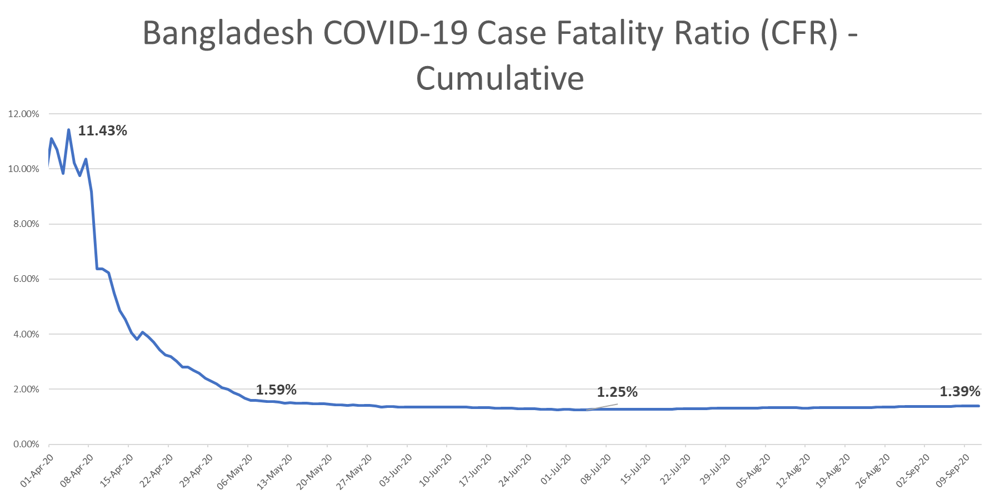 Bangladesh COVID-19 Case Fatality Ratio (CFR) -
Cumulative
12.00%
10.00%
8.00%
6.00%
4.00%
2.00%
0.00%
11.43%
1.59%
1.25%
1.39%
01-Apr-20
08-Apr-20
15-Apr-20
22-Apr-20
29-Apr-20
06-May-20
13-May-20
20-May-20
27-May-20
03-Jun-20
10-Jun-20
17-Jun-20
24-Jun-20
01-Jul-20
08-Jul-20
15-Jul-20
22-Jul-20
29-Jul-20
05-Aug-20
12-Aug-20
19-Aug-20
26-Aug-20
02-Sep-20
09-Sep-20